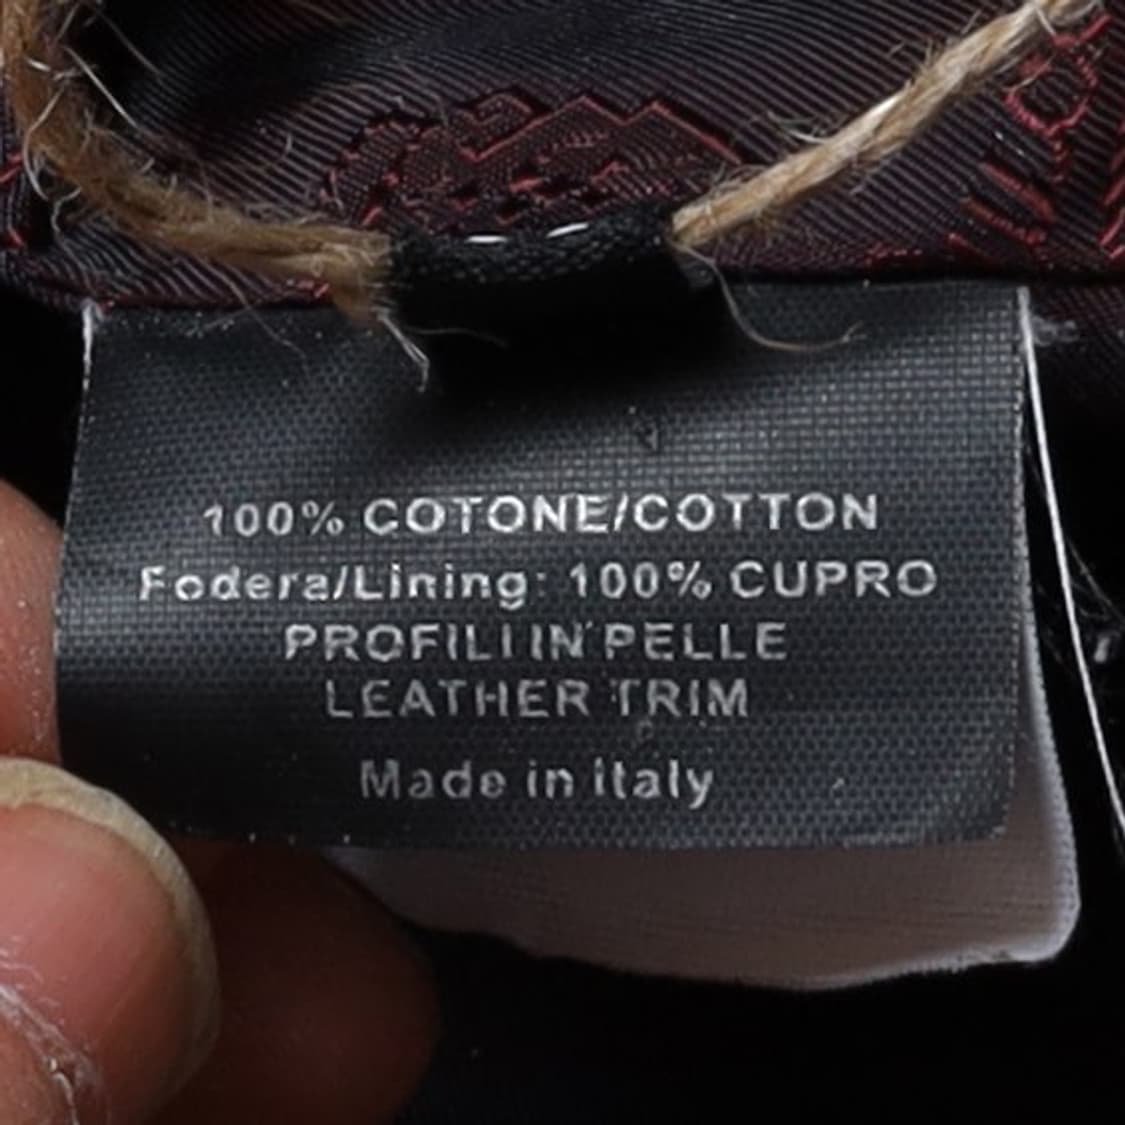 100% COTONE/COTTON
Fodera/Lining: 100% CUPRO
PROFILI IN PELLE
LEATHER TRIM
Made in Italy